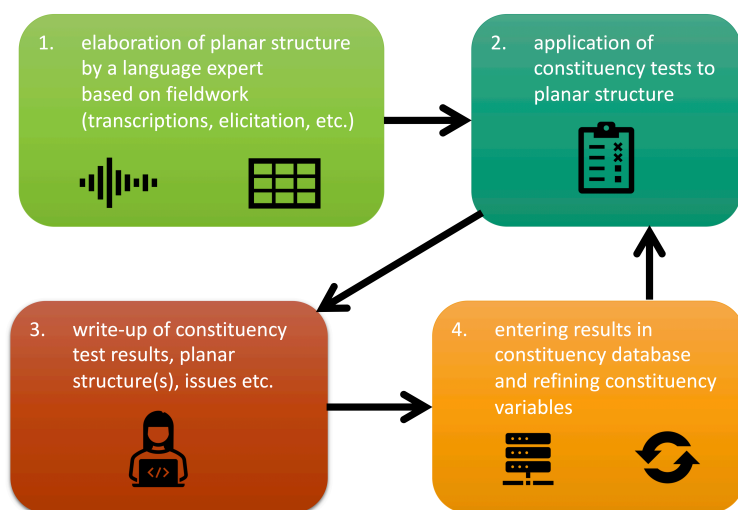 1. elaboration of planar structure
by a language expert
based on fieldwork
(transcriptions, elicitation, etc.)
2. application of
constituency tests to
planar structure
3. write-up of constituency
test results, planar
structure(s), issues etc.
</>
4. entering results in
constituency database
and refining constituency
variables